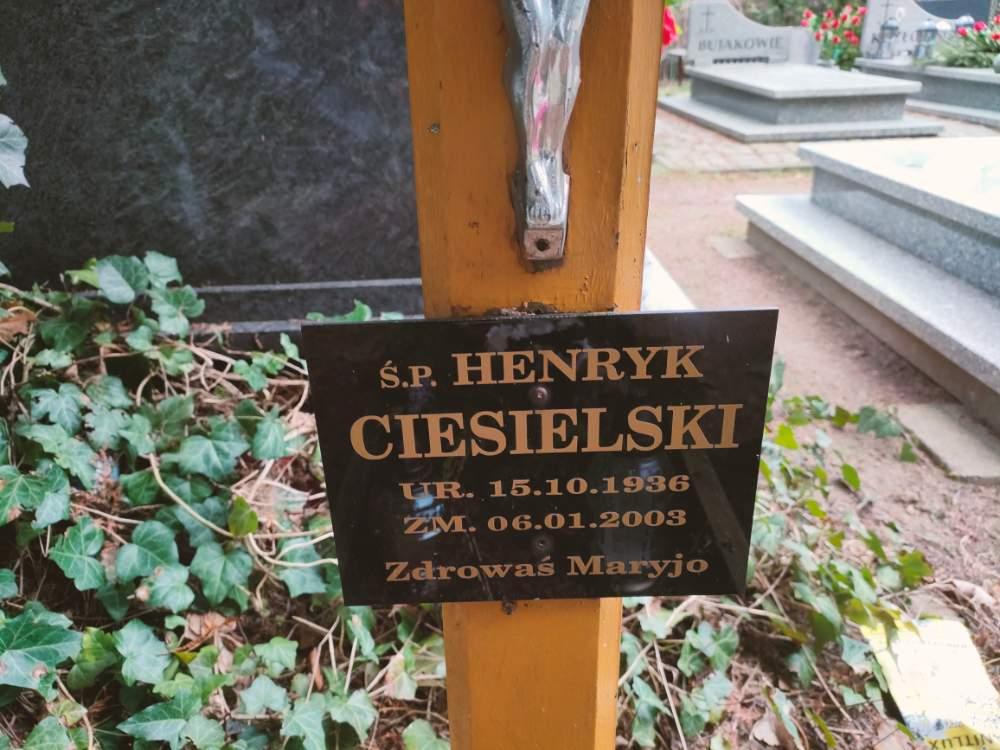 Ś.P. HENRYK
CIESIELSKI
UR. 15.10.1936
ZM. 06.01.2003
Zdrowaś Maryjo
BUJAKOWIE